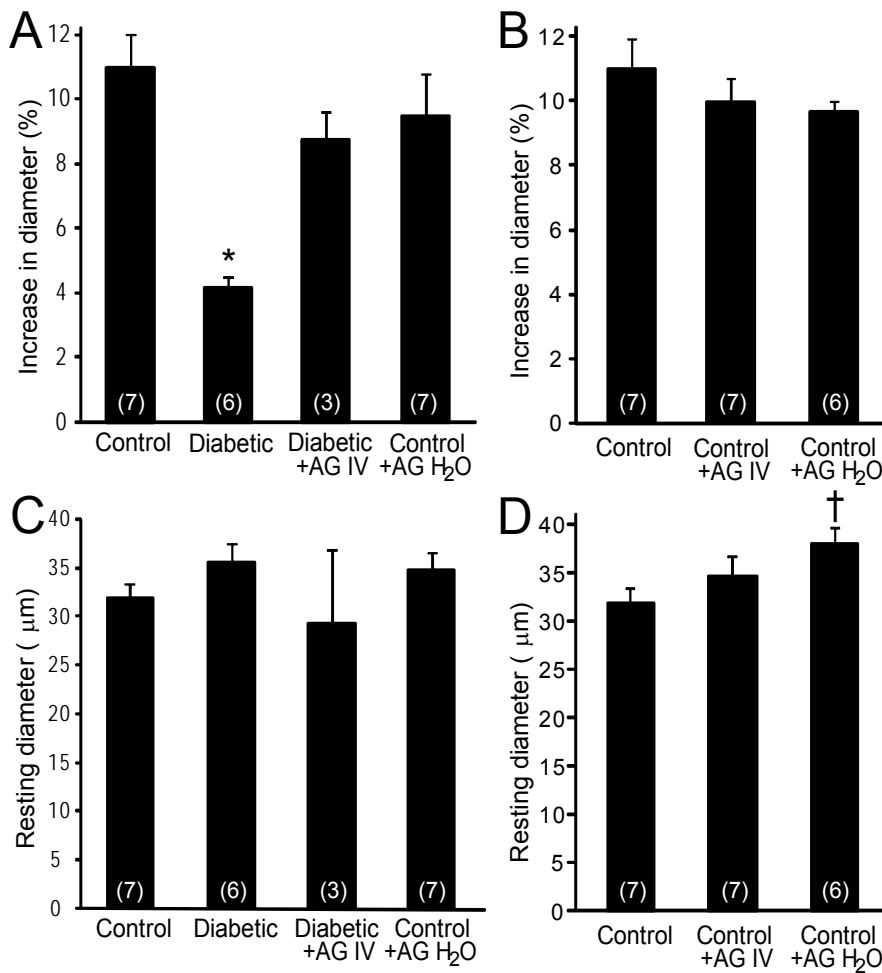 A
Increase in diameter (%)
12
10
8
6
4
2
0
*
(7)
(6)
(3)
(7)
Control
Diabetic
Diabetic
+AG IV
Control
+AG H2O
B
Increase in diameter (%)
12
10
8
6
4
2
0
(7)
(7)
(6)
Control
Control
+AG IV
Control
+AG H2O
C
Resting diameter ( μm)
40
35
30
25
20
15
10
5
0
(7)
(6)
(3)
(7)
Control
Diabetic
Diabetic
+AG IV
Control
+AG H2O
D
Resting diameter ( μm)
40
35
30
25
20
15
10
5
0
†
(7)
(7)
(6)
Control
Control
+AG IV
Control
+AG H2O